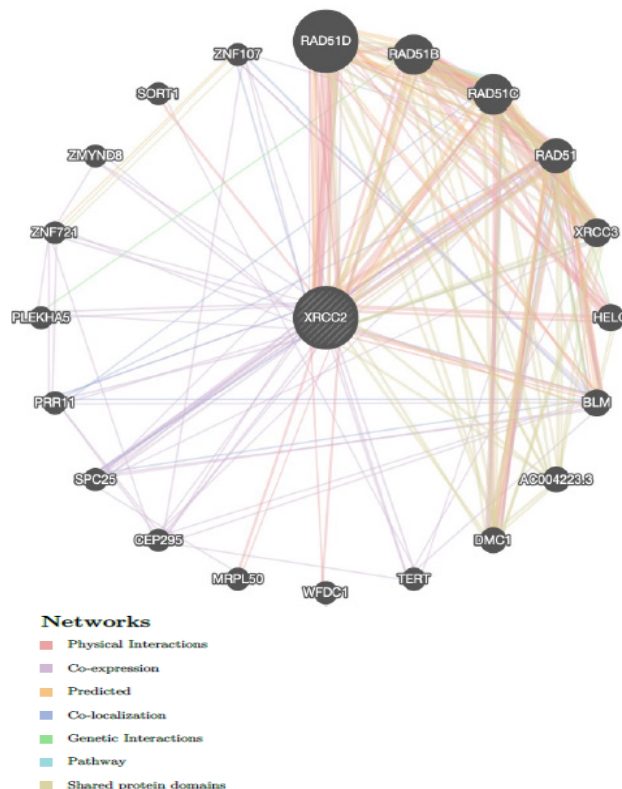 RAD51D
RAD51B
ZNF107
SORT1
RAD51C
ZMYND8
RAD51
ZNF721
XRCC3
PLEKHA5
XRCC2
HELQ
PRR11
BLM
SPC25
AC004223.3
CEP295
DMC1
MRPL50
WFDC1
TERT
Networks
Physical Interactions
Co-expression
Predicted
Co-localization
Genetic Interactions
Pathway
Shared protein domains